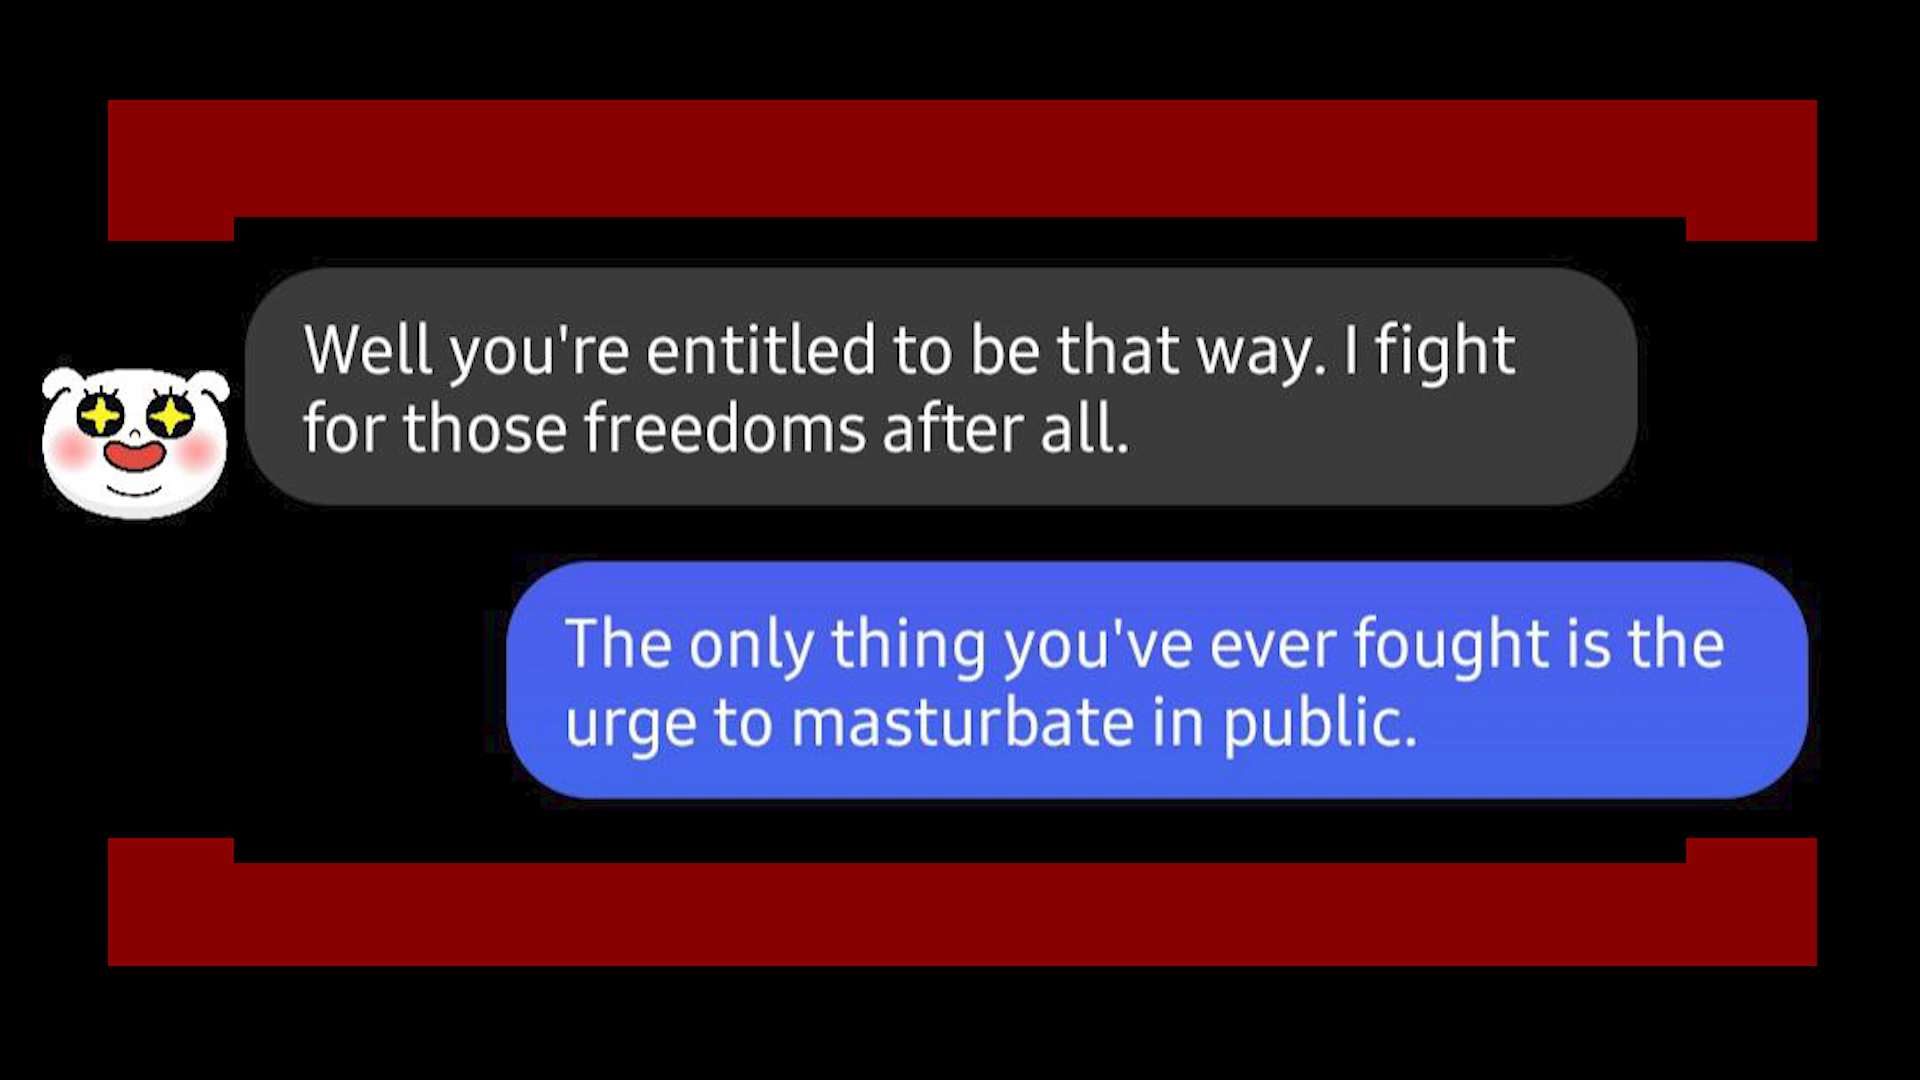 Well you're entitled to be that way. I fight
for those freedoms after all.
The only thing you've ever fought is the
urge to masturbate in public.